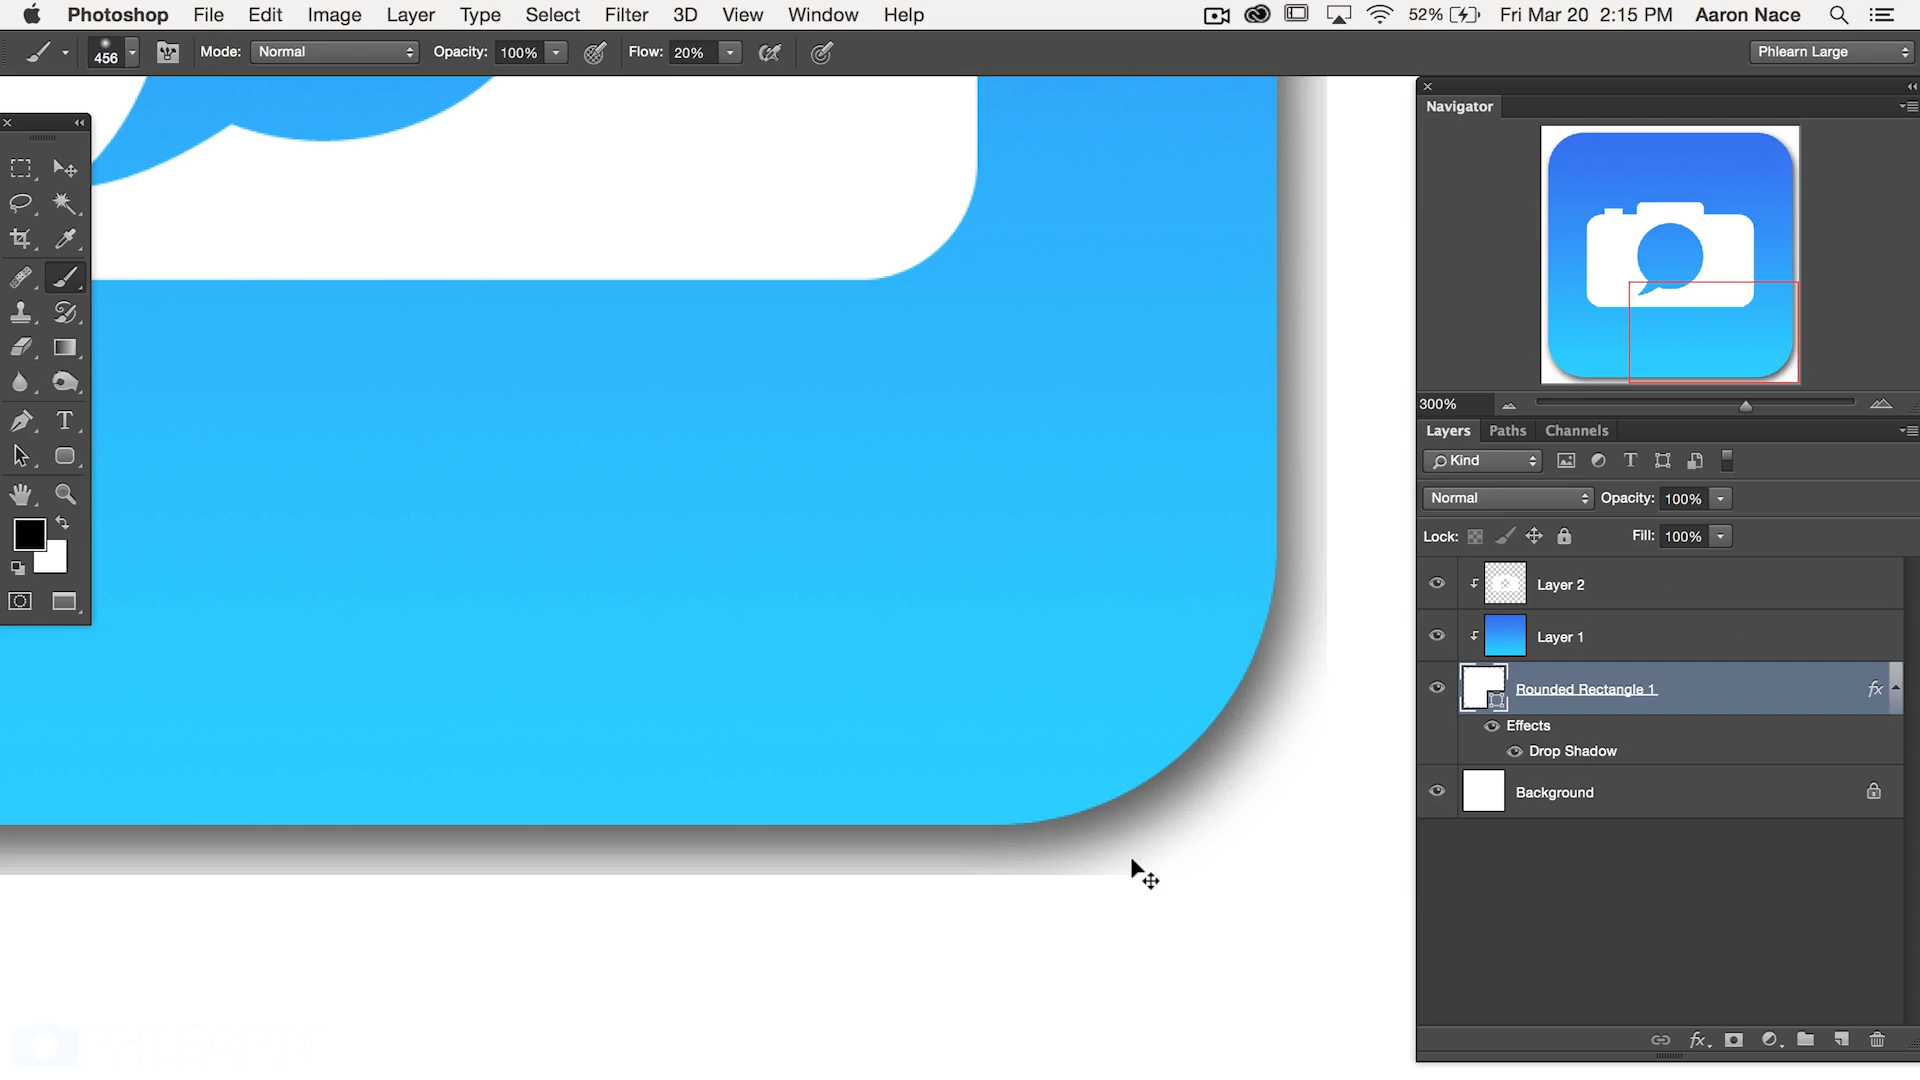 Photoshop File Edit Image Layer Type Select Filter 3D View Window Help 52% Fri Mar 20 2:15 PM Aaron Nace
456 Mode: Normal Opacity: 100% Flow: 20% Phlearn Large
Navigator
300%
Layers Paths Channels
Kind
Normal Opacity: 100%
Lock: Fill: 100%
Layer 2
Layer 1
Rounded Rectangle 1 fx
Effects
Drop Shadow
Background
fx